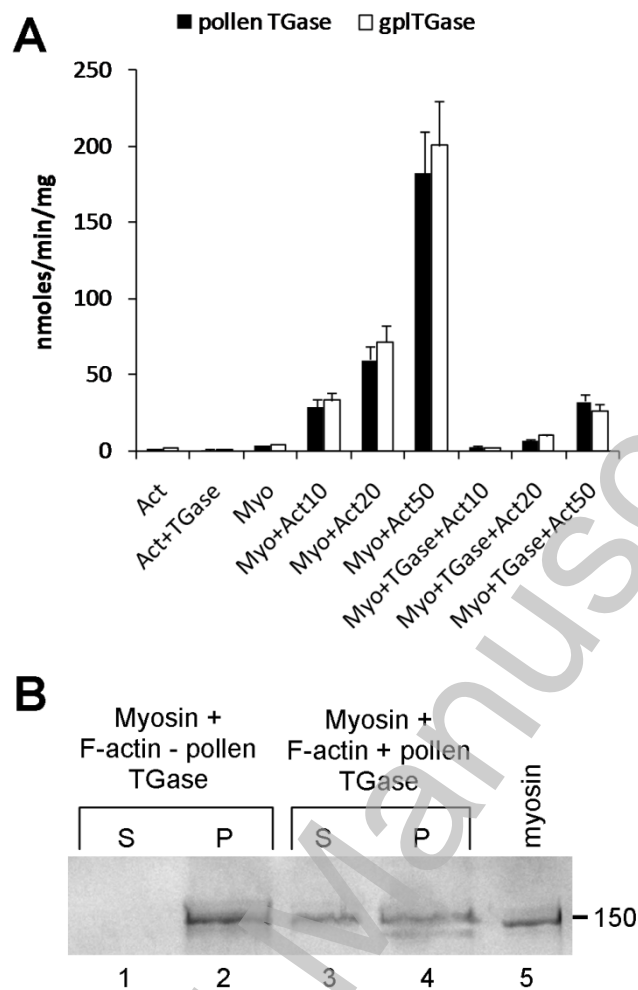 A
pollen TGase gplTGase
nmoles/min/mg
250
200
150
100
50
0
Act
Act+TGase
Myo
Myo+Act10
Myo+Act20
Myo+Act50
Myo+TGase+Act10
Myo+TGase+Act20
Myo+TGase+Act50
Manusc
B
Myosin +
F-actin - pollen
TGase
Myosin +
F-actin + pollen
TGase
myosin
S P S P
150
1 2 3 4 5